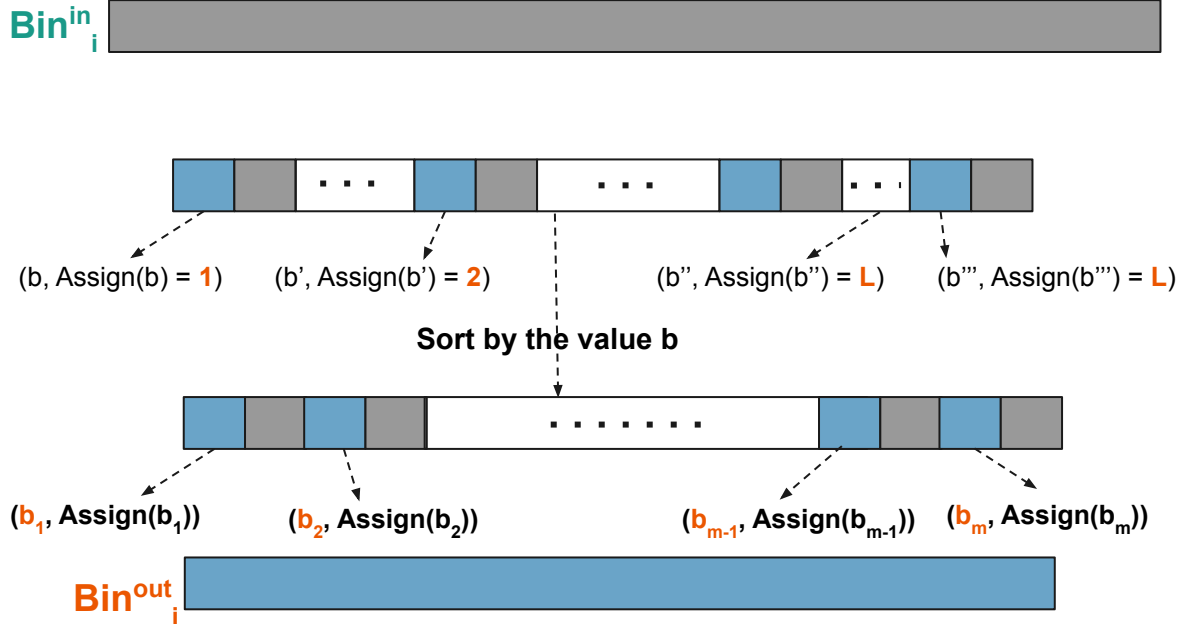 Bin^in_i
. . . . . . . . .
(b, Assign(b) = 1) (b', Assign(b') = 2) (b'', Assign(b'') = L) (b''', Assign(b''') = L)
Sort by the value b
. . . . . . .
(b_1, Assign(b_1)) (b_2, Assign(b_2)) (b_m-1, Assign(b_m-1)) (b_m, Assign(b_m))
Bin^out_i